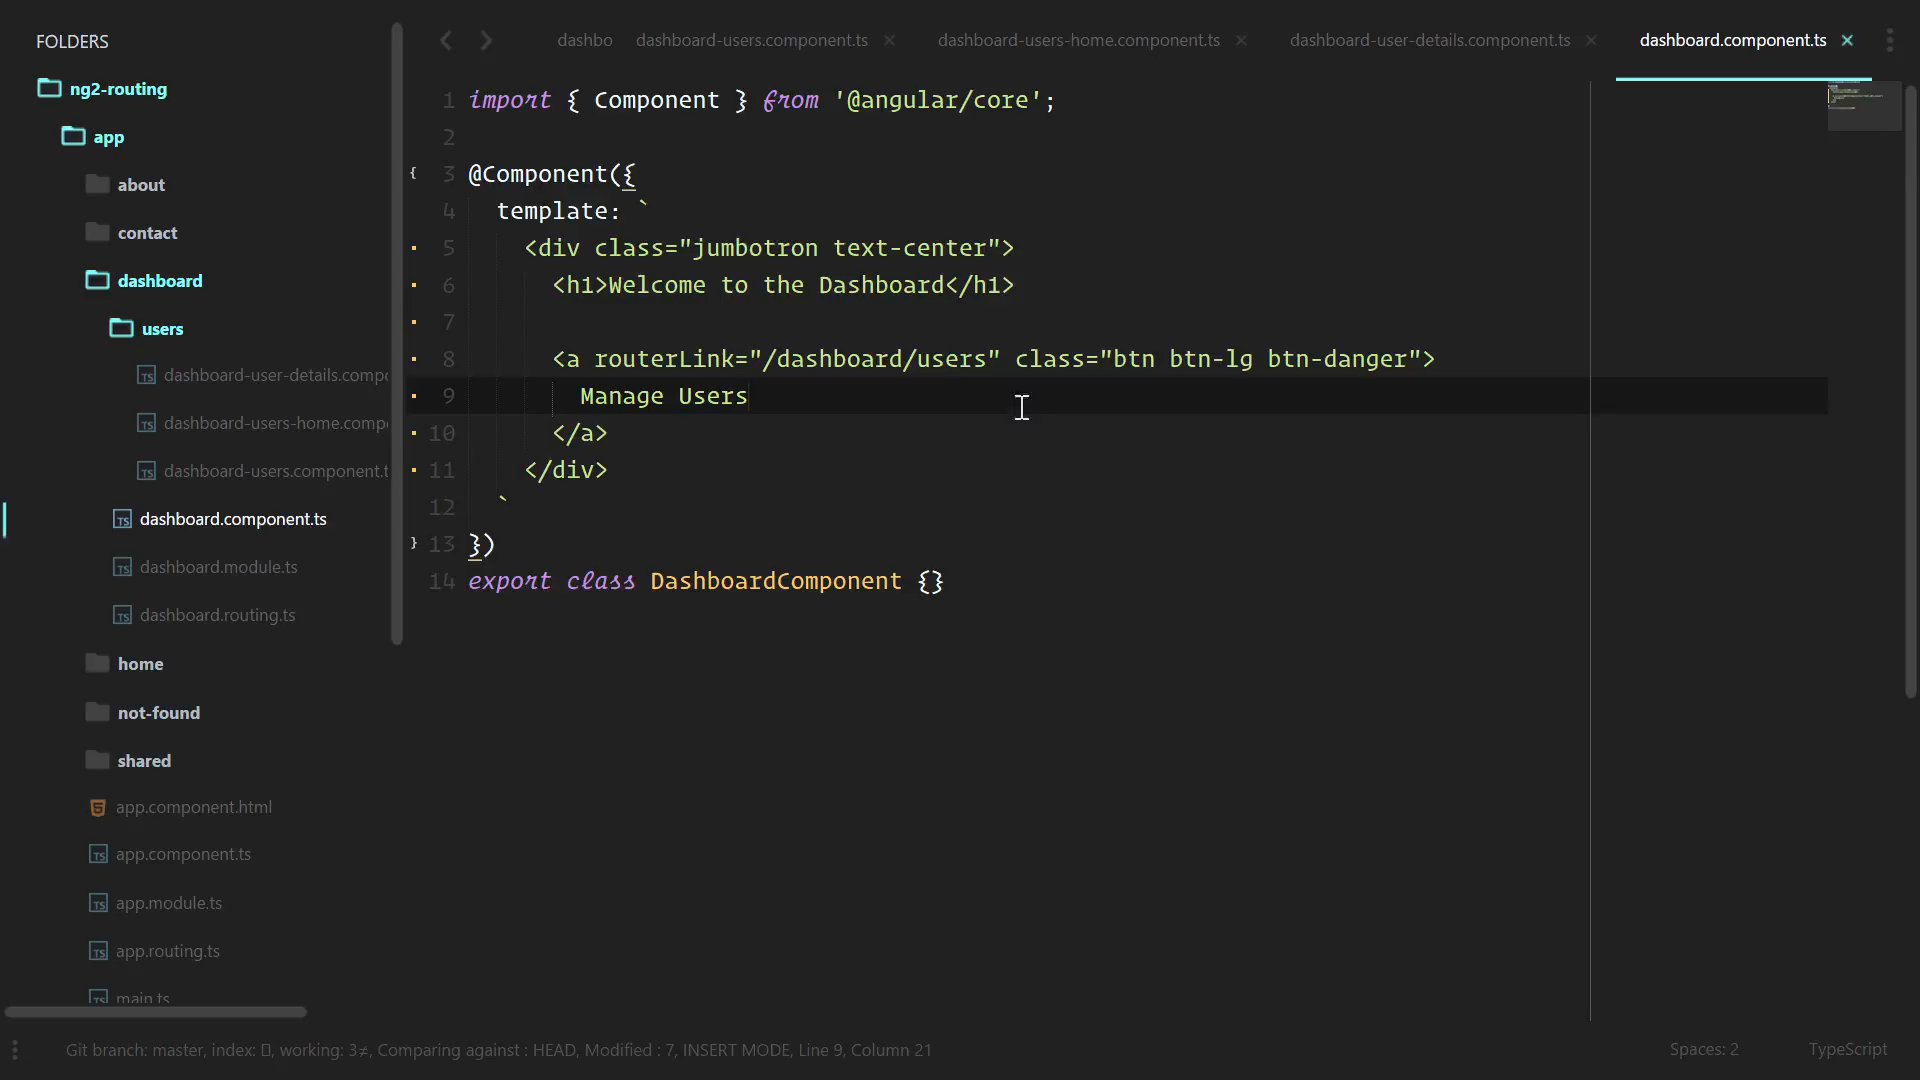 FOLDERS
ng2-routing
app
about
contact
dashboard
users
dashboard-user-details.comp
dashboard-users-home.comp
dashboard-users.component.t
dashboard.component.ts
dashboard.module.ts
dashboard.routing.ts
home
not-found
shared
app.component.html
app.component.ts
app.module.ts
app.routing.ts
main.ts
dashbo dashboard-users.component.ts × dashboard-users-home.component.ts × dashboard-user-details.component.ts × dashboard.component.ts ×
1 import { Component } from '@angular/core';
2
{ 3 @Component({
4 template: `
5 <div class="jumbotron text-center">
6 <h1>Welcome to the Dashboard</h1>
7
8 <a routerLink="/dashboard/users" class="btn btn-lg btn-danger">
9 Manage Users
10 </a>
11 </div>
12 `
} 13 })
14 export class DashboardComponent {}
Git branch: master, index: , working: 3≠, Comparing against : HEAD, Modified : 7, INSERT MODE, Line 9, Column 21
Spaces: 2 TypeScript